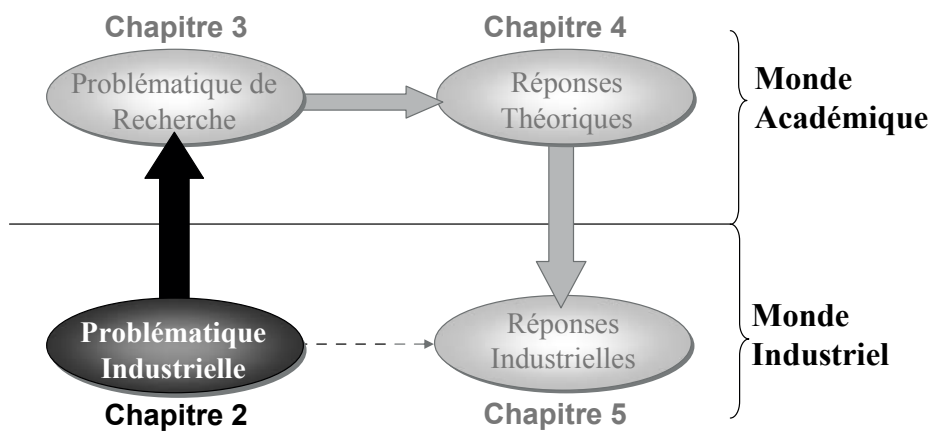 Chapitre 3
Chapitre 4
Problématique de
Recherche
Réponses
Théoriques
Monde
Académique
Problématique
Industrielle
Réponses
Industrielles
Monde
Industriel
Chapitre 2
Chapitre 5